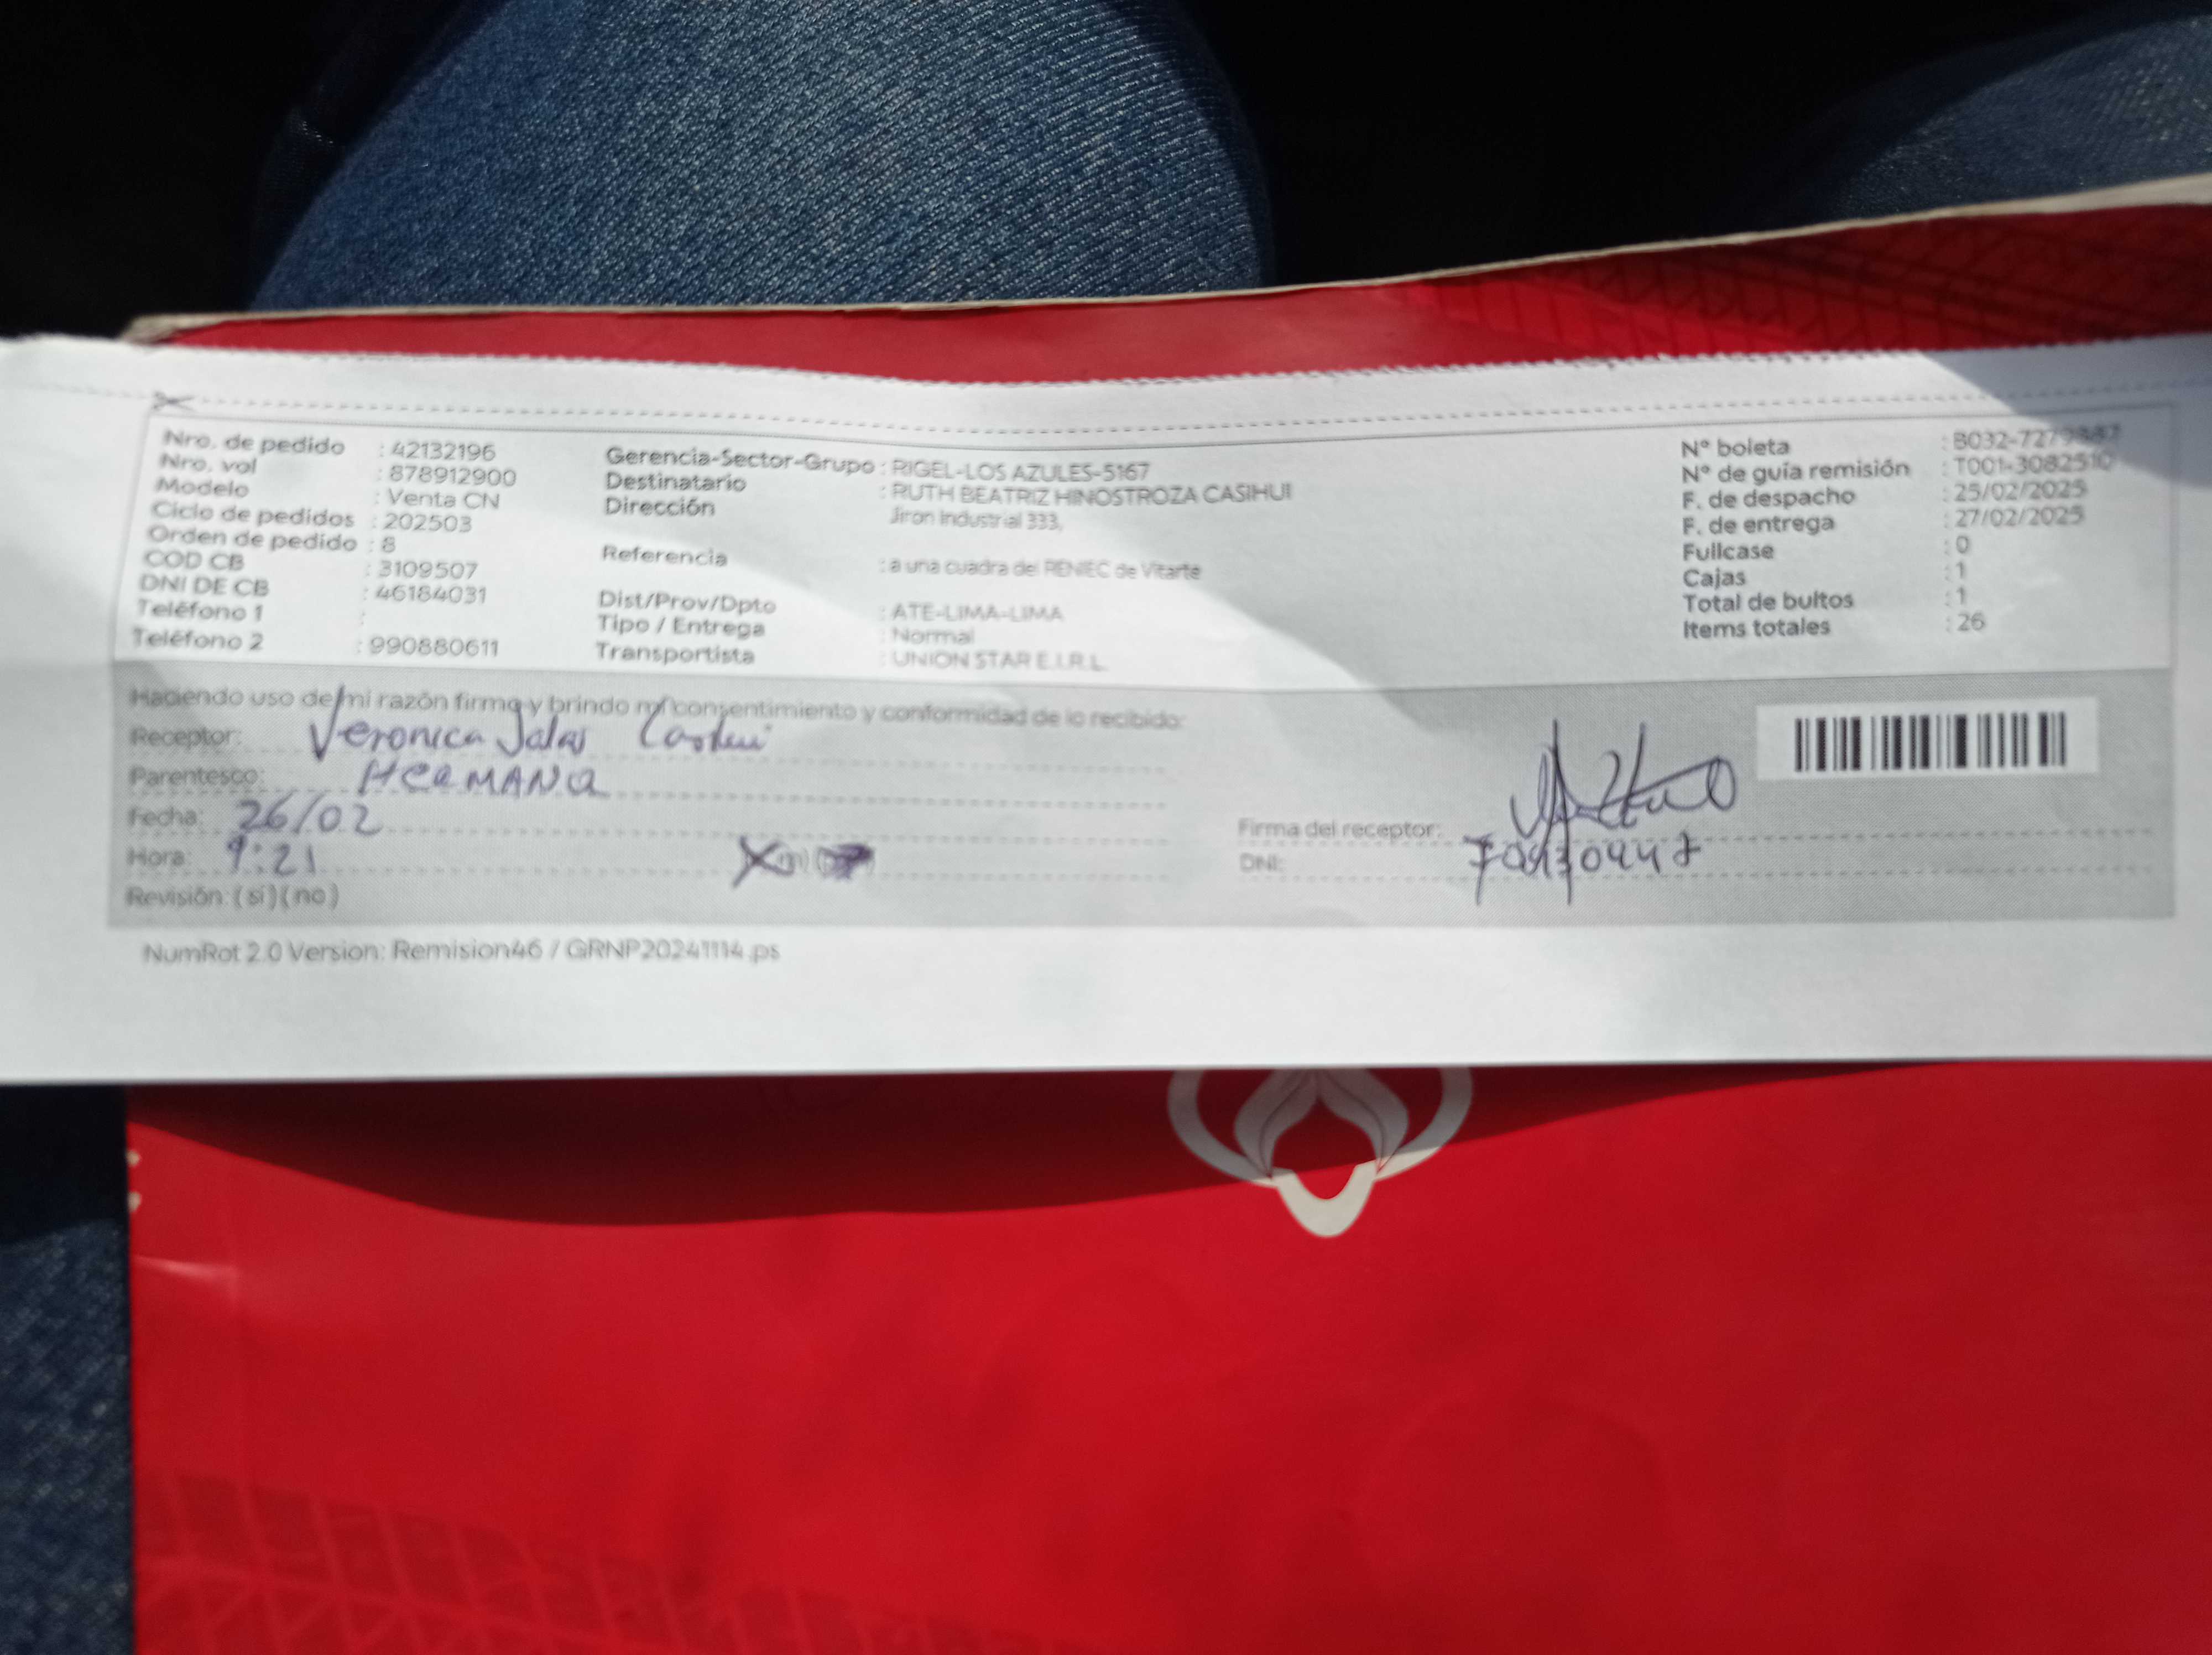 Nro. de pedido : 42132196
Nro. vol : 878912900
Modelo : Venta CN
Ciclo de pedidos : 202503
Orden de pedido : 8
COD CB : 3109507
DNI DE CB : 46184031
Teléfono 1 :
Teléfono 2 : 990880611
Gerencia-Sector-Grupo : RIGEL-LOS AZULES-5167
Destinatario : RUTH BEATRIZ HINOSTROZA CASIHUI
Dirección Jiron Industrial 333,
Referencia : a una cuadra del RENIEC de Vitarte
Dist/Prov/Dpto : ATE-LIMA-LIMA
Tipo / Entrega : Normal
Transportista : UNION STAR E.I.R.L.
N° boleta
N° de guía remisión : T001-3082510
F. de despacho : 25/02/2025
F. de entrega : 27/02/2025
Fullcase : 0
Cajas : 1
Total de bultos : 1
Items totales : 26
Haciendo uso de mi razón firmo y brindo mi consentimiento y conformidad de lo recibido:
Receptor: Veronica Salas
Parentesco: HERMANA
Fecha: 26/02
Hora: 9:21
Revisión: (si) (no)
Firma del receptor:
DNI:
NumRot 2.0 Version: Remision46 / GRNP20241114.ps